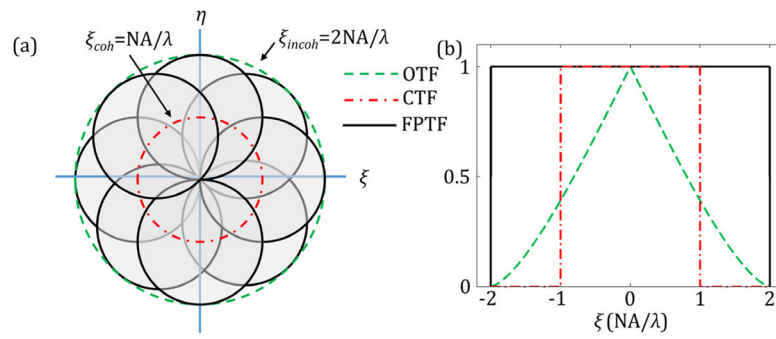 (a)
η
ξcoh=NA/λ
ξincoh=2NA/λ
ξ
OTF
CTF
FPTF
(b)
1
0.5
0
-2 -1 0 1 2
ξ(NA/λ)